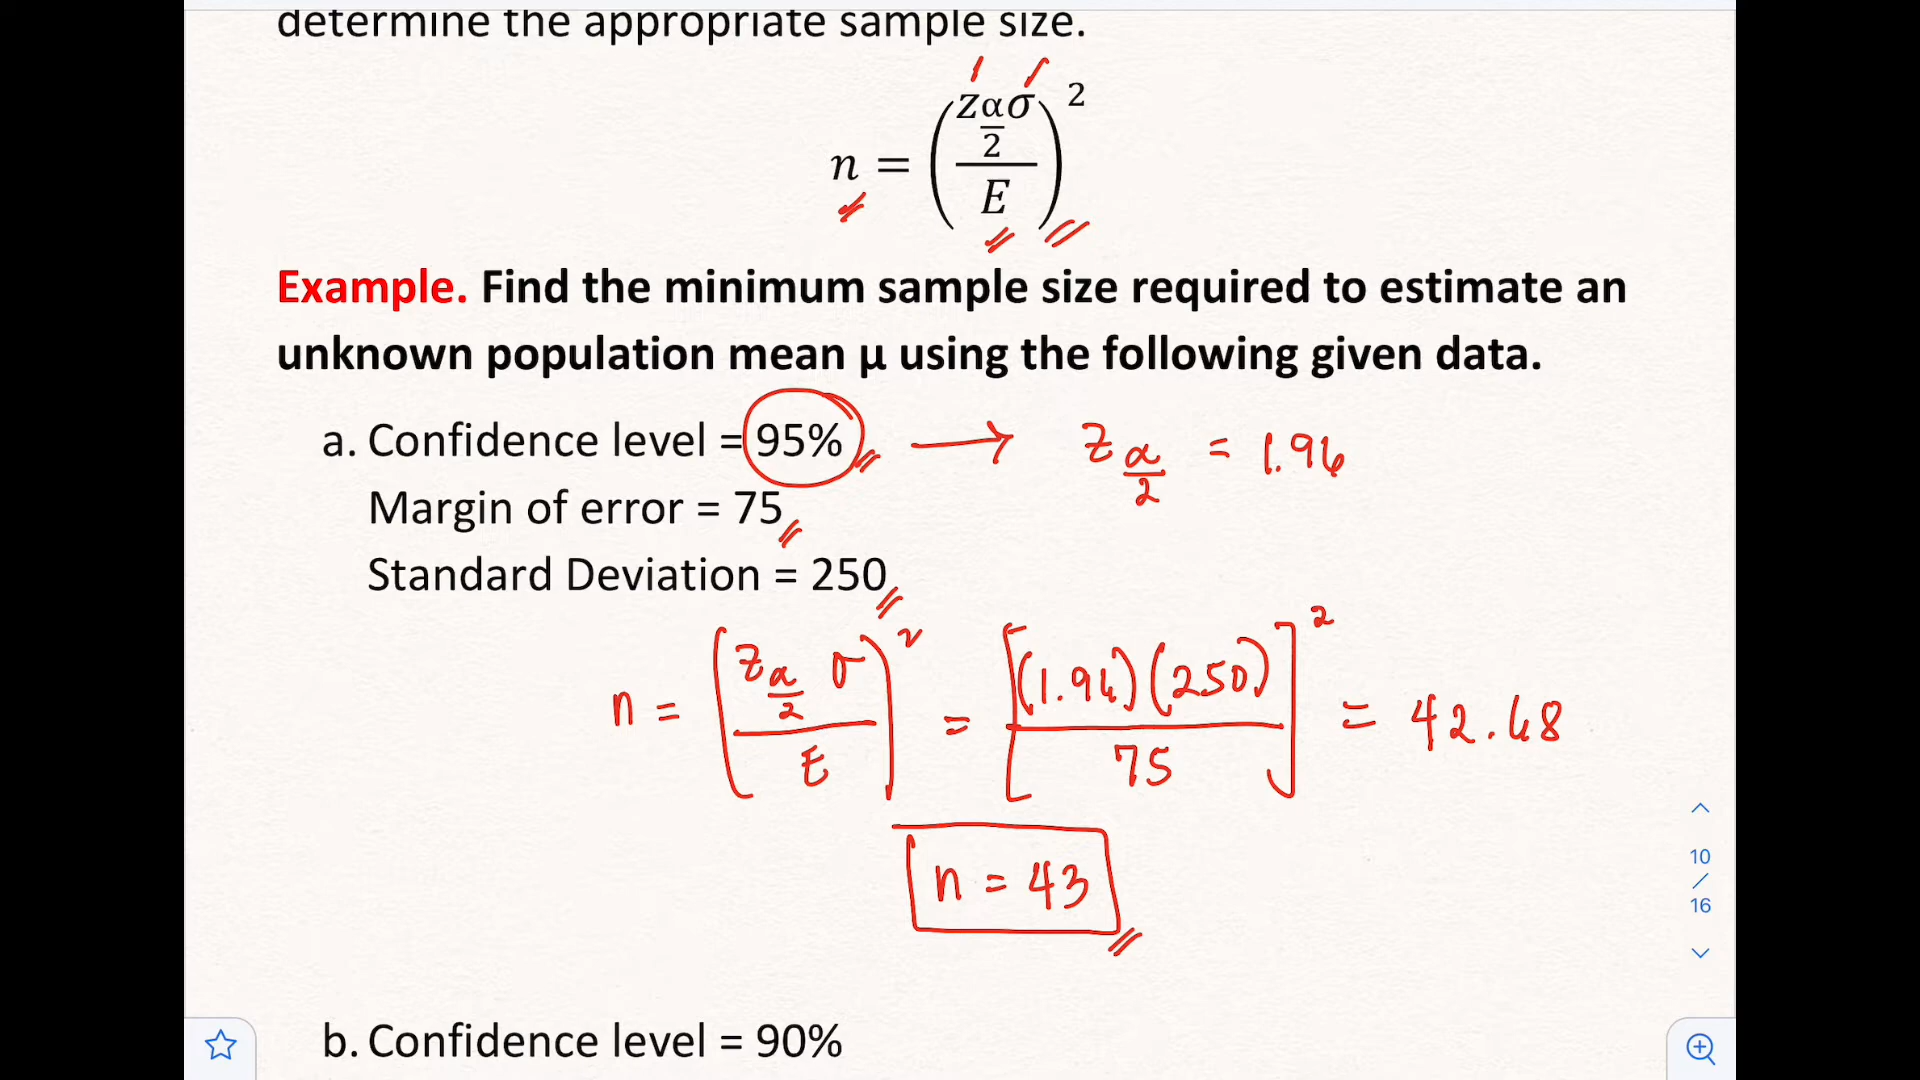 determine the appropriate sample size.
n = (zα/2σ / E)²
Example. Find the minimum sample size required to estimate an
unknown population mean µ using the following given data.
a. Confidence level = 95% → zα/2 = 1.96
Margin of error = 75
Standard Deviation = 250
n = [zα/2 σ / E]² = [(1.96)(250) / 75]² = 42.68
n = 43
10
/
16
b. Confidence level = 90%